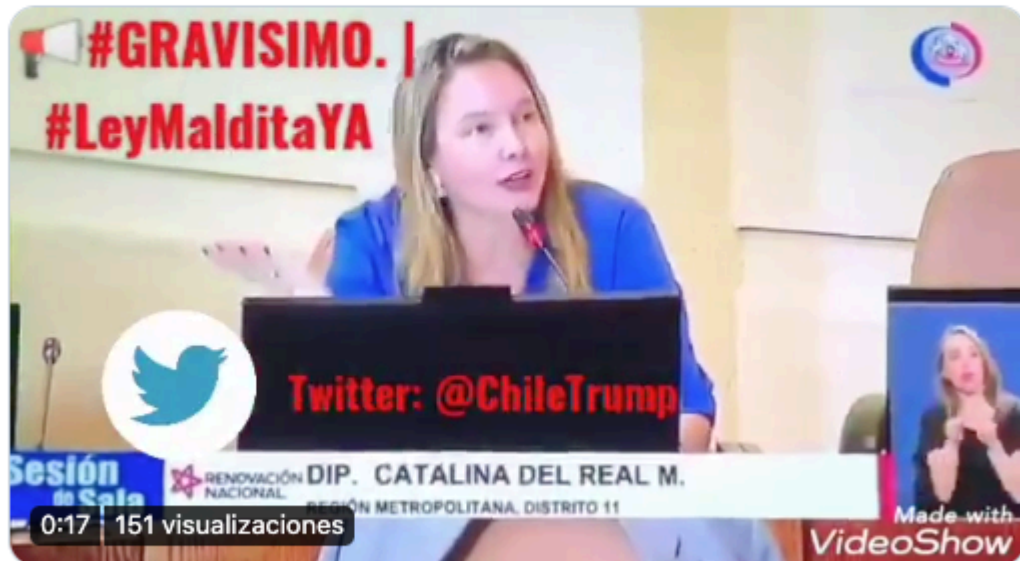 #GRAVISIMO. |
#LeyMalditaYA
Twitter: @ChileTrump
Sesión
de Sala
RENOVACIÓN
NACIONAL
DIP. CATALINA DEL REAL M.
REGIÓN METROPOLITANA, DISTRITO 11
0:17 151 visualizaciones
Made with
VideoShow